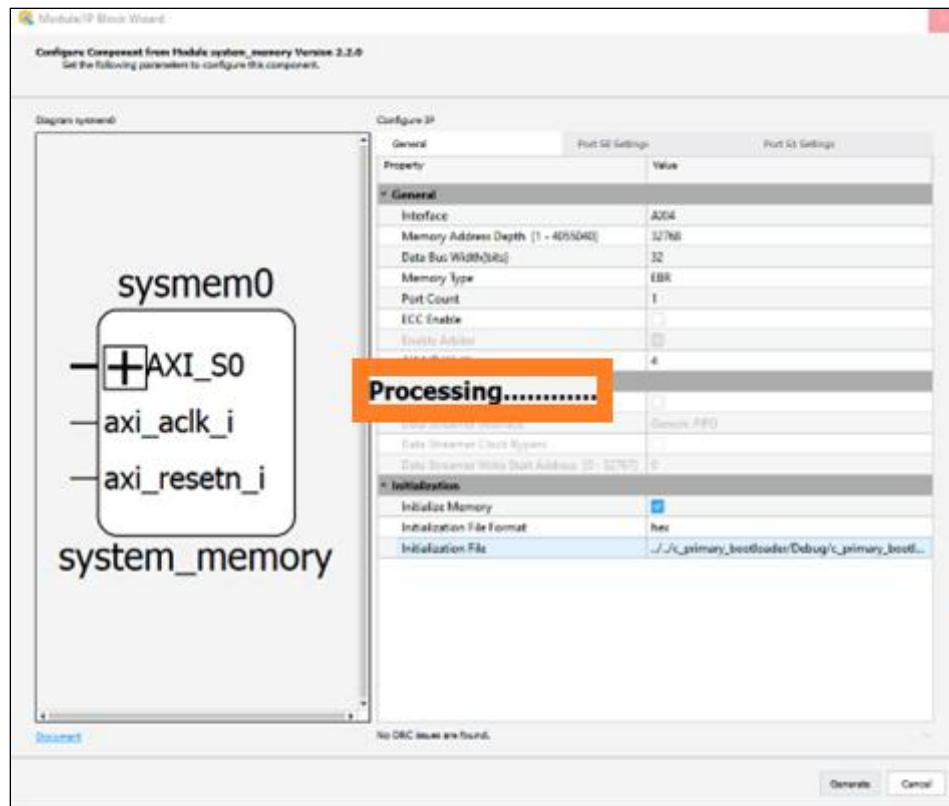 Module/IP Block Wizard
Configure Component from Module system_memory Version 2.2.0
Set the following parameters to configure this component.
Diagram sysmem0
Configure IP
General Port S0 Settings Port S1 Settings
Property Value
General
Interface AXI4
Memory Address Depth [1 - 4055040] 32768
Data Bus Width(bits) 32
Memory Type EBR
Port Count 1
ECC Enable
Enable Arbiter
4
Processing............
Generic FIFO
Data Streamer Clock Bypass
Data Streamer Write Start Address [0 - 32767] 0
Initialization
Initialize Memory
Initialization File Format hex
Initialization File ../../c_primary_bootloader/Debug/c_primary_bootl...
sysmem0
AXI_S0
axi_aclk_i
axi_resetn_i
system_memory
Document
No DRC issues are found.
Generate Cancel